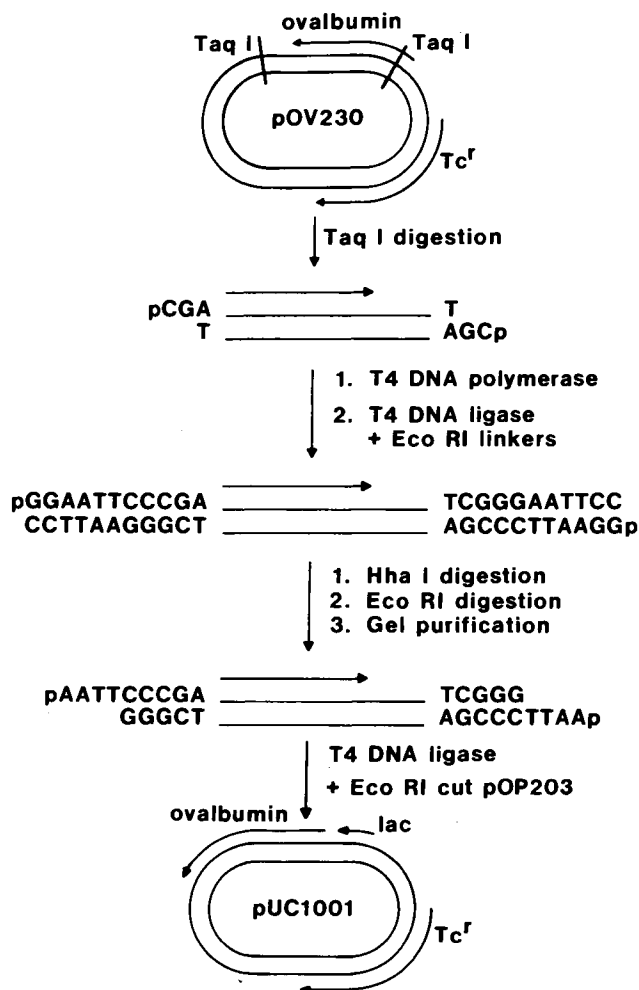 ovalbumin
Taq I Taq I
pOV230
Tcʳ
Taq I digestion
pCGA T
T AGCp
1. T4 DNA polymerase
2. T4 DNA ligase
+ Eco RI linkers
pGGAATTCCCGA TCGGGAATTCC
CCTTAAGGGCT AGCCCTTAAGGp
1. Hha I digestion
2. Eco RI digestion
3. Gel purification
pAATTCCCGA TCGGG
GGGCT AGCCCTTAAp
T4 DNA ligase
+ Eco RI cut pOP203
ovalbumin lac
pUC1001
Tcʳ